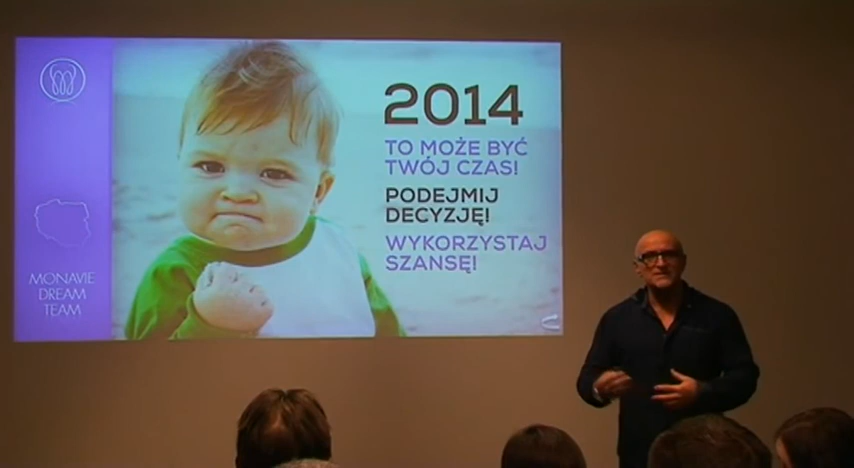 2014
TO MOŻE BYĆ
TWÓJ CZAS!
PODEJMIJ
DECYZJĘ!
WYKORZYSTAJ
SZANSĘ!
MONAVIE
DREAM
TEAM